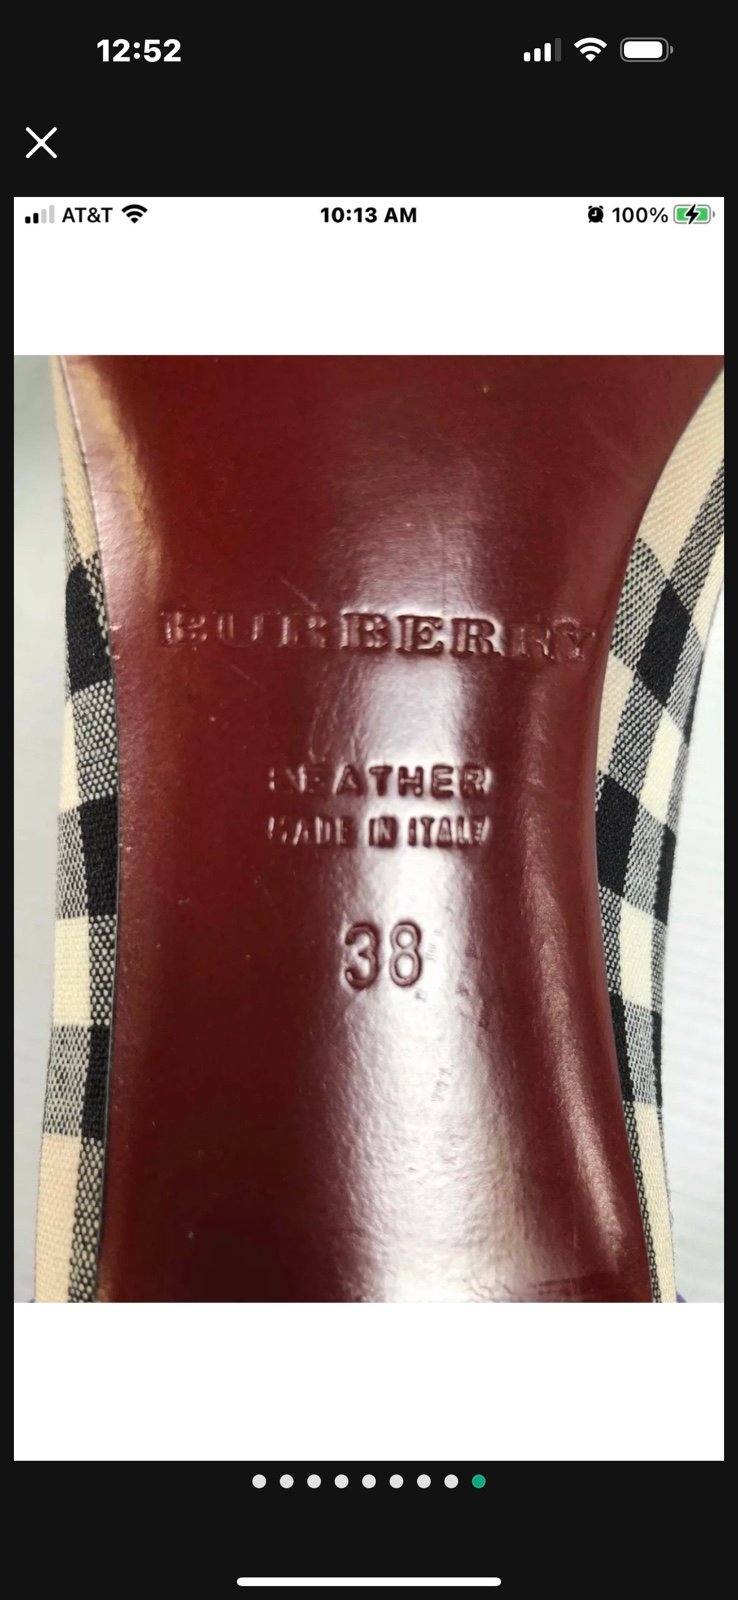 12:52
AT&T
10:13 AM
100%
BURBERRY
LEATHER
MADE IN ITALY
38